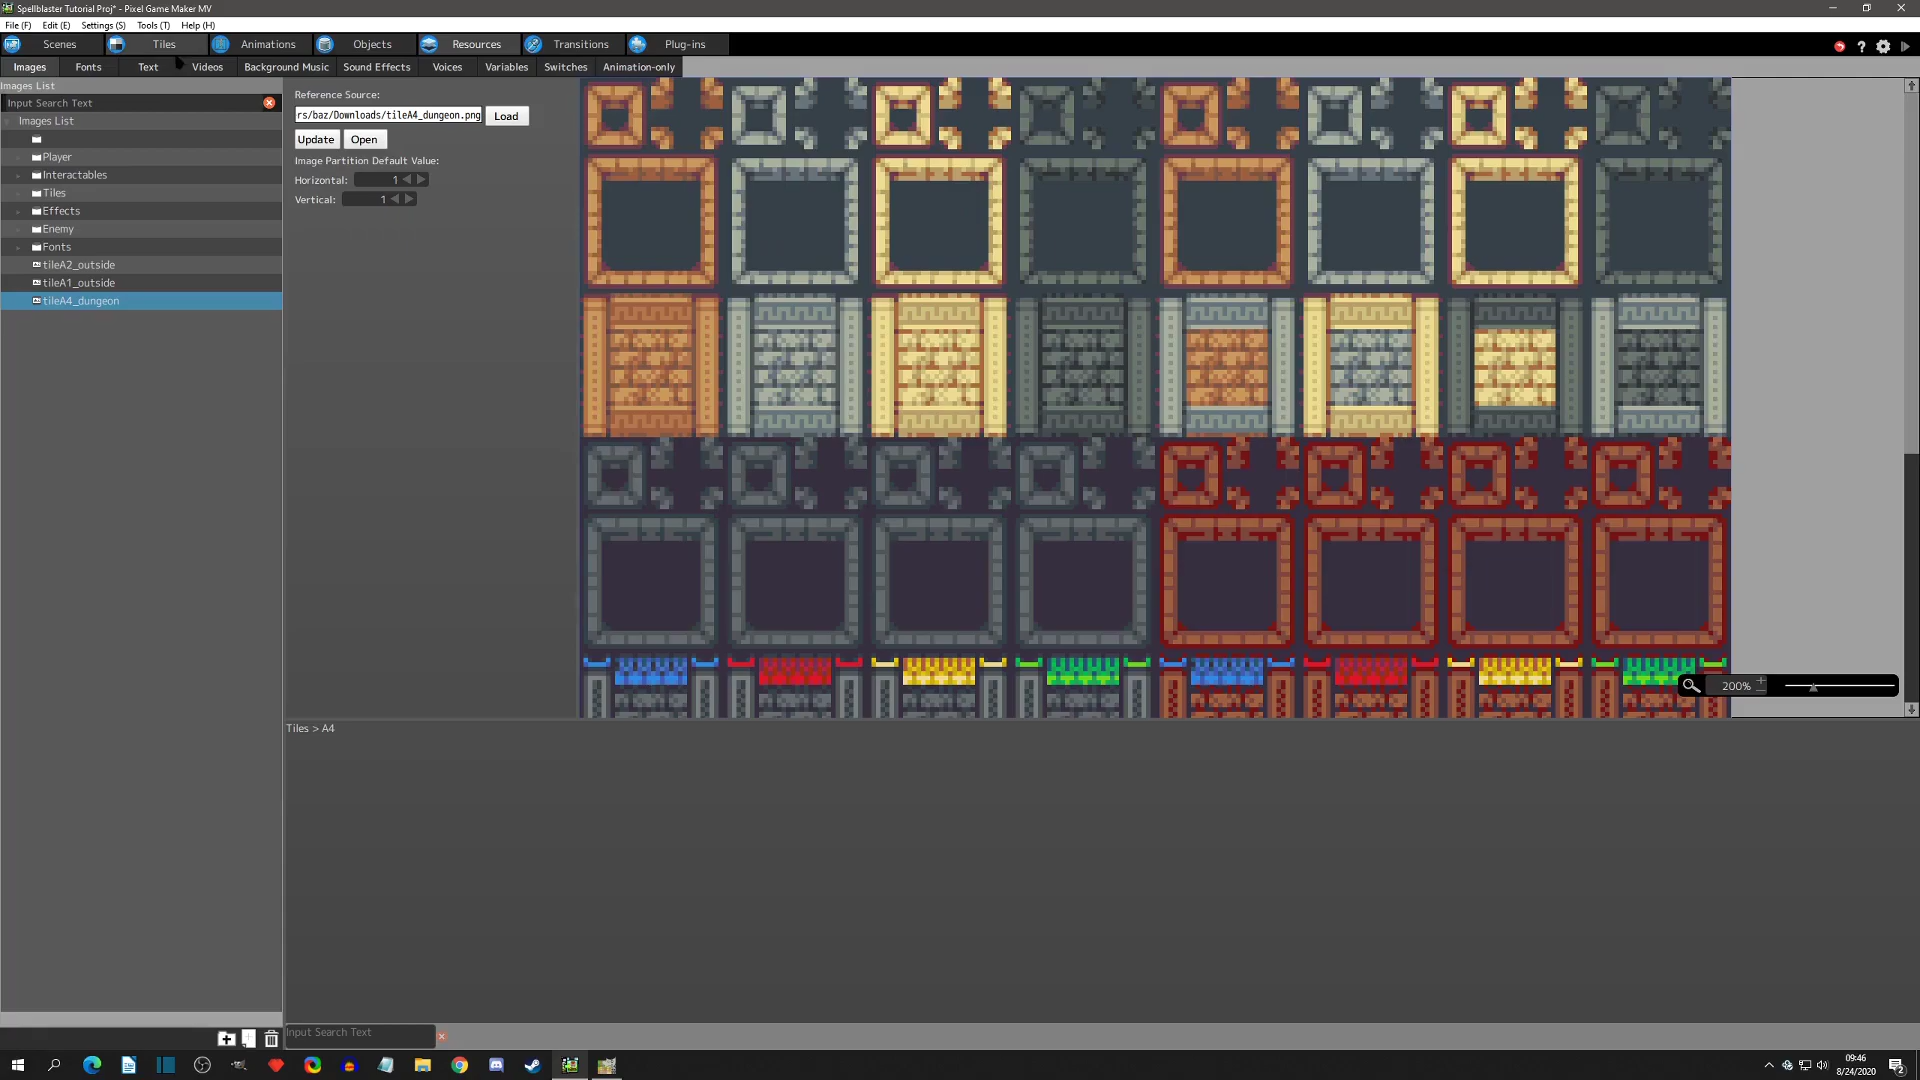 Spellblaster Tutorial Proj* - Pixel Game Maker MV
File (F) Edit (E) Settings (S) Tools (T) Help (H)
Scenes Tiles Animations Objects Resources Transitions Plug-ins ?
Images Fonts Text Videos Background Music Sound Effects Voices Variables Switches Animation-only
Images List
Input Search Text
Images List
Player
Interactables
Tiles
Effects
Enemy
Fonts
tileA2_outside
tileA1_outside
tileA4_dungeon
Reference Source:
rs/baz/Downloads/tileA4_dungeon.png Load
Update Open
Image Partition Default Value:
Horizontal: 1
Vertical: 1
200%
Tiles > A4
Input Search Text
09:46
8/24/2020
2